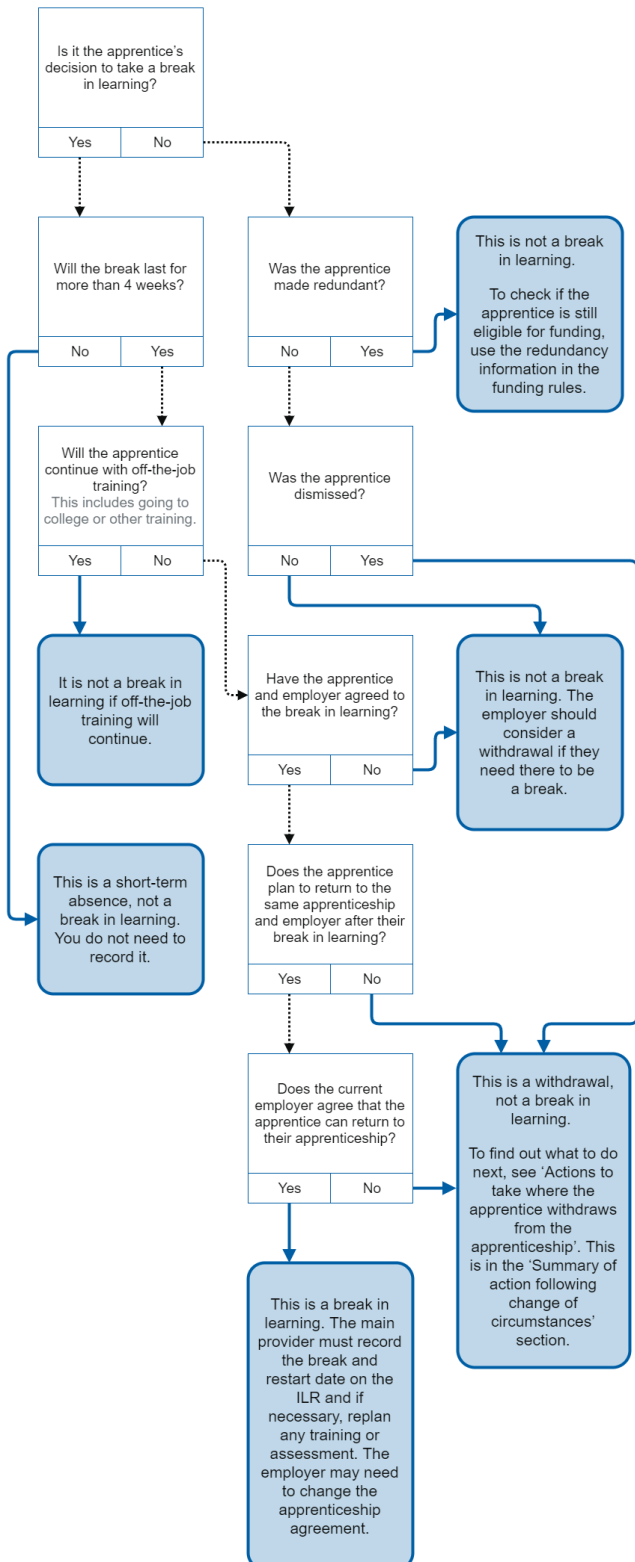 Is it the apprentice's
decision to take a break
in learning?
Yes
No
Will the break last for
more than 4 weeks?
No
Yes
Was the apprentice
made redundant?
No
Yes
This is not a break
in learning.
To check if the
apprentice is still
eligible for funding,
use the redundancy
information in the
funding rules.
Will the apprentice
continue with off-the-job
training?
This includes going to
college or other training.
Yes
No
Was the apprentice
dismissed?
No
Yes
It is not a break in
learning if off-the-job
training will
continue.
Have the apprentice
and employer agreed to
the break in learning?
Yes
No
This is not a break
in learning. The
employer should
consider a
withdrawal if they
need there to be
a break.
This is a short-term
absence, not a
break in learning.
You do not need to
record it.
Does the apprentice
plan to return to the
same apprenticeship
and employer after their
break in learning?
Yes
No
Does the current
employer agree that the
apprentice can return to
their apprenticeship?
Yes
No
This is a withdrawal,
not a break in
learning.
To find out what to do
next, see ‘Actions to
take where the
apprentice withdraws
from the
apprenticeship’. This
is in the ‘Summary of
action following
change of
circumstances’
section.
This is a break in
learning. The main
provider must record
the break and
restart date on the
ILR and if
necessary, replan
any training or
assessment. The
employer may need
to change the
apprenticeship
agreement.